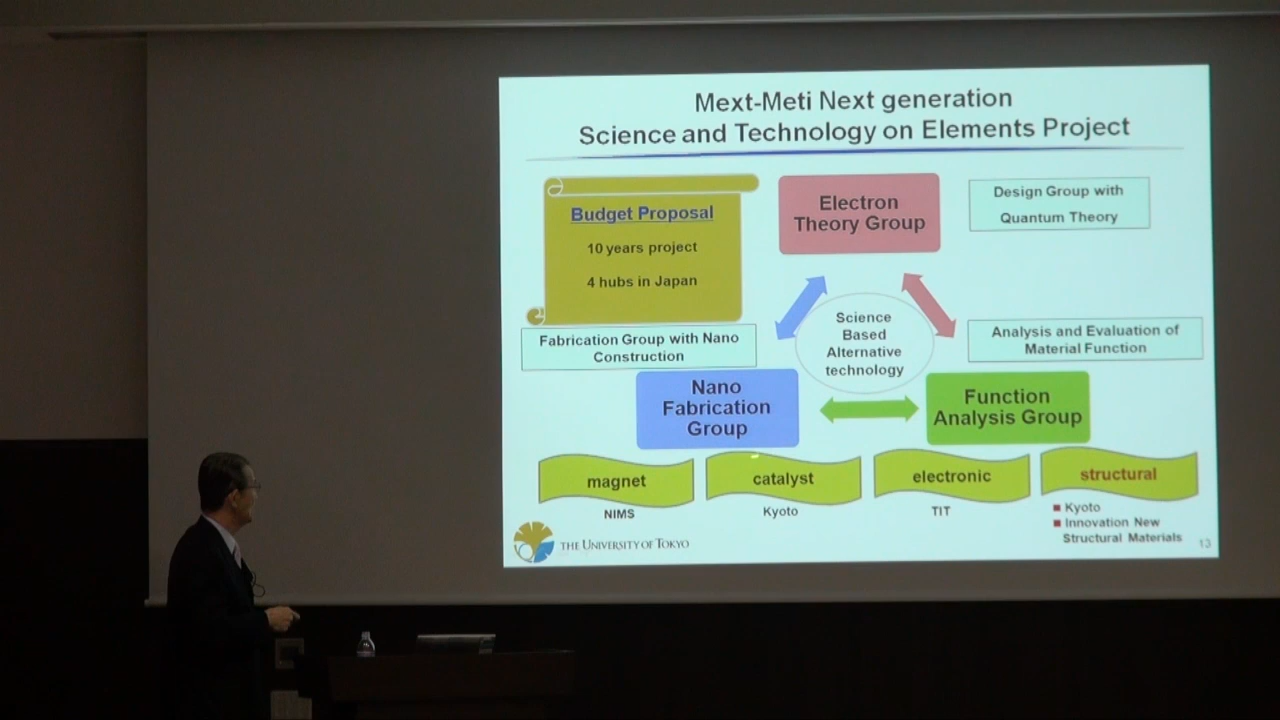 Mext-Meti Next generation
Science and Technology on Elements Project
Budget Proposal
10 years project
4 hubs in Japan
Electron
Theory Group
Design Group with
Quantum Theory
Fabrication Group with Nano
Construction
Science
Based
Alternative
technology
Analysis and Evaluation of
Material Function
Nano
Fabrication
Group
Function
Analysis Group
magnet
catalyst
electronic
structural
NIMS
Kyoto
TIT
Kyoto
Innovation New
Structural Materials
THE UNIVERSITY OF TOKYO
13